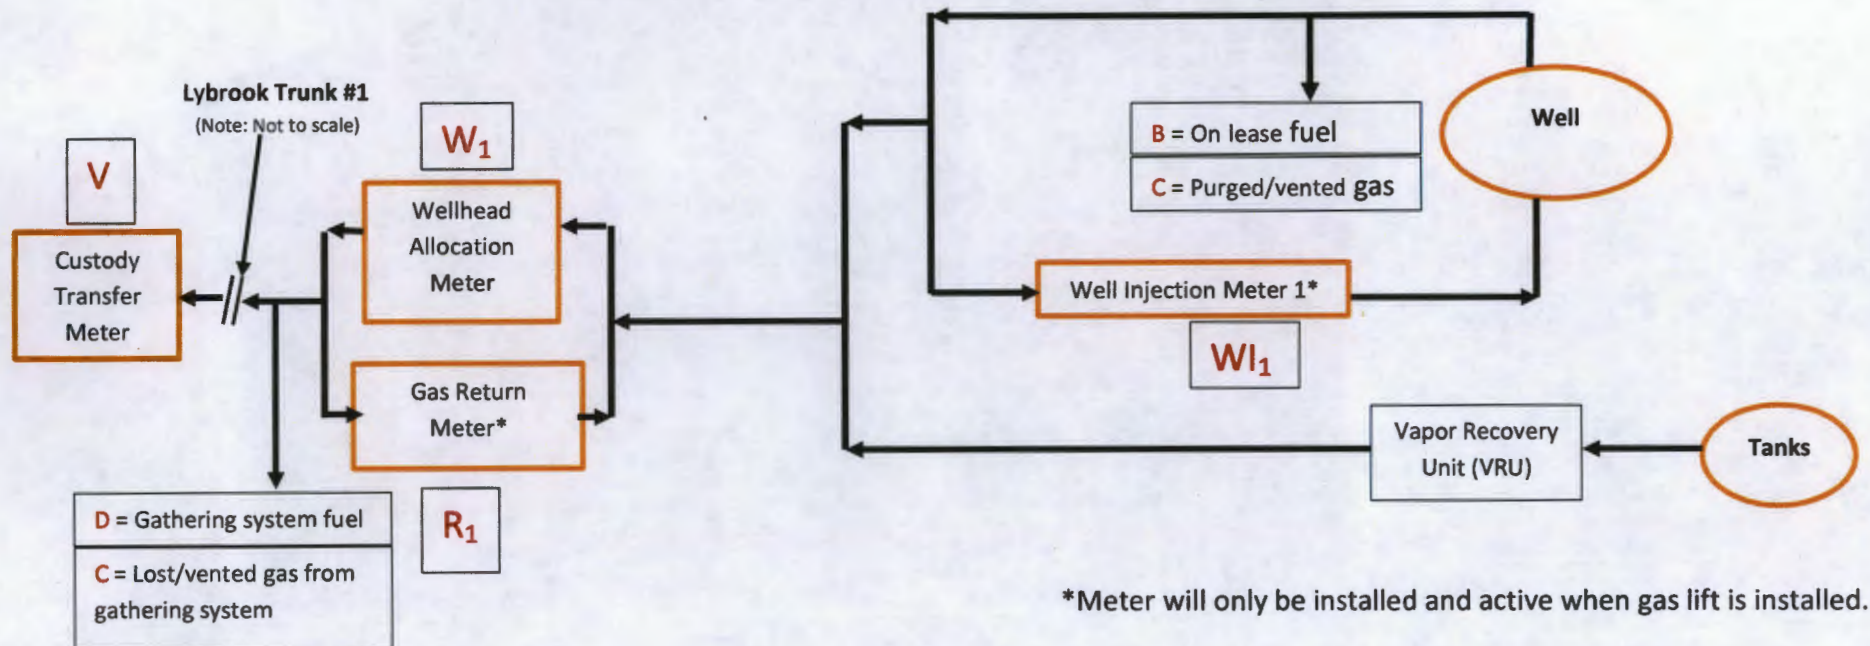 Lybrook Trunk #1
(Note: Not to scale)
V
Custody
Transfer
Meter
W1
Wellhead
Allocation
Meter
Gas Return
Meter*
R1
D = Gathering system fuel
C = Lost/vented gas from
gathering system
B = On lease fuel
C = Purged/vented gas
Well
Well Injection Meter 1*
WI1
Vapor Recovery
Unit (VRU)
Tanks
*Meter will only be installed and active when gas lift is installed.